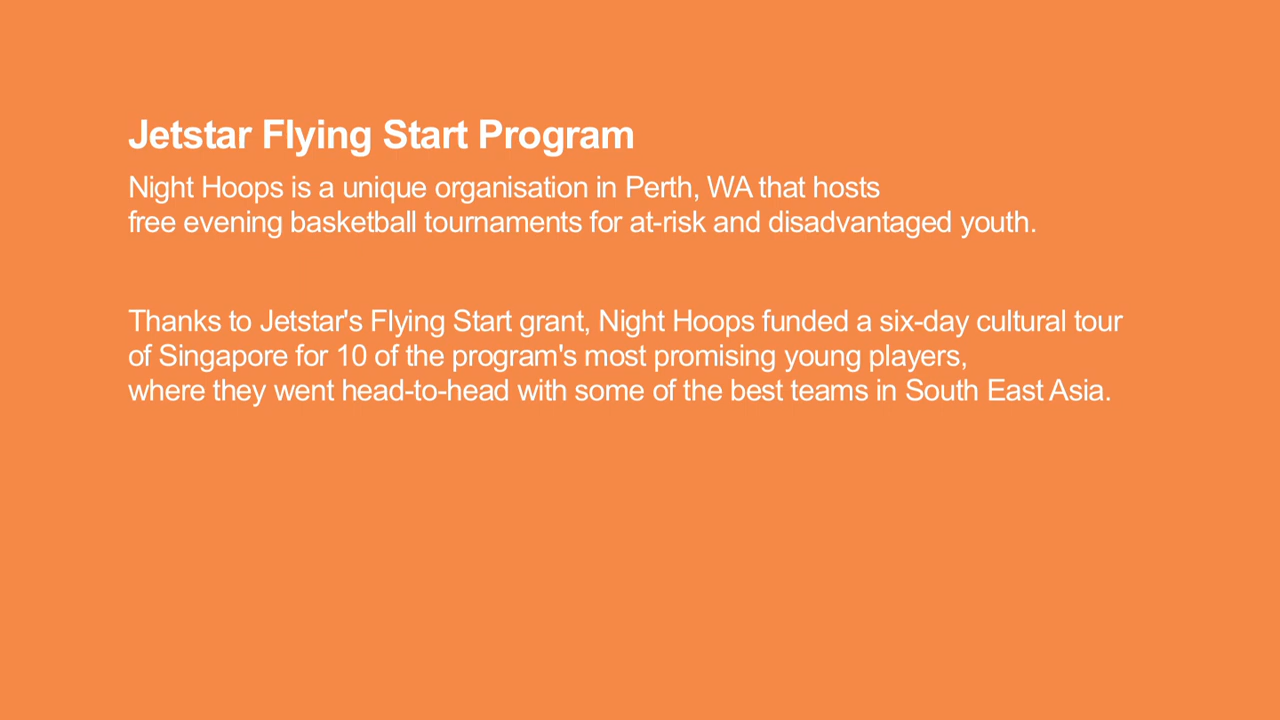 Jetstar Flying Start Program
Night Hoops is a unique organisation in Perth, WA that hosts
free evening basketball tournaments for at-risk and disadvantaged youth.
Thanks to Jetstar's Flying Start grant, Night Hoops funded a six-day cultural tour
of Singapore for 10 of the program's most promising young players,
where they went head-to-head with some of the best teams in South East Asia.